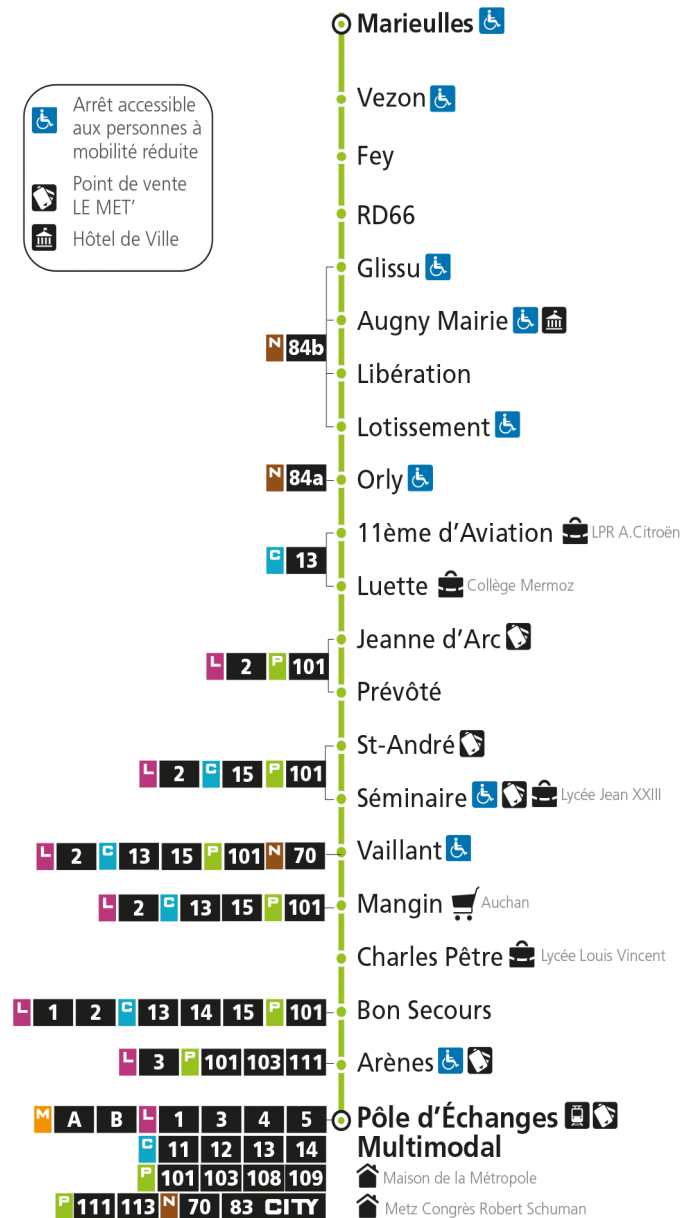 Marieulles
Arrêt accessible
aux personnes à
mobilité réduite
Point de vente
LE MET'
Hôtel de Ville
Vezon
Fey
RD66
Glissu
Augny Mairie
N 84b
Libération
Lotissement
N 84a
Orly
11ème d'Aviation LPR A.Citroën
C 13
Luette Collège Mermoz
Jeanne d'Arc
L 2 P 101
Prévôté
St-André
L 2 C 15 P 101
Séminaire Lycée Jean XXIII
L 2 C 13 15 P 101 N 70 Vaillant
L 2 C 13 15 P 101 Mangin Auchan
Charles Pêtre Lycée Louis Vincent
L 1 2 C 13 14 15 P 101 Bon Secours
L 3 P 101 103 111 Arènes
M A B L 1 3 4 5 Pôle d'Échanges
C 11 12 13 14 Multimodal
P 101 103 108 109 Maison de la Métropole
P 111 113 N 70 83 CITY Metz Congrès Robert Schuman